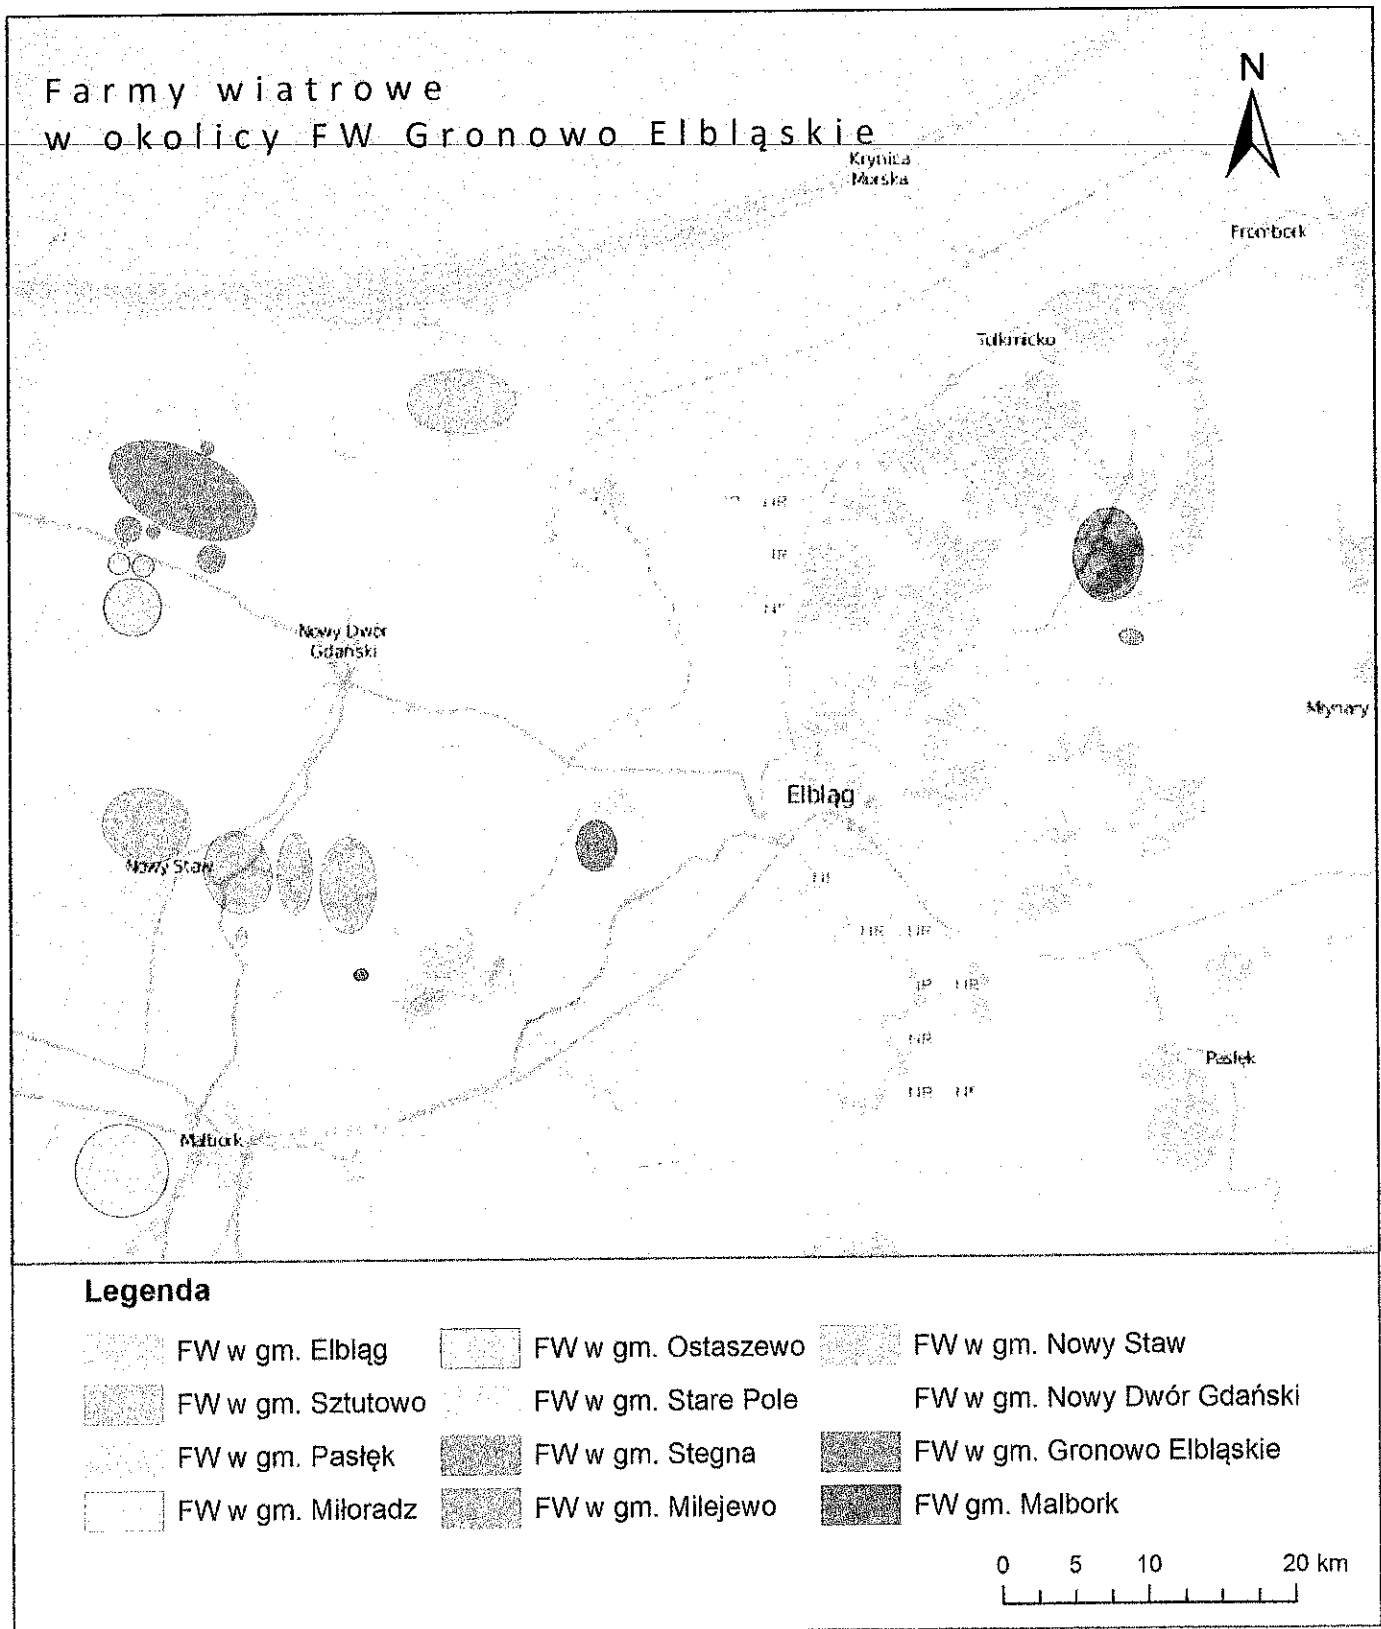 Farmy wiatrowe
w okolicy FW Gronowo Elbląskie
N
Krynica
Morska
Frombork
Tolkmicko
Nowy Dwór
Gdański
Młynary
Elbląg
Nowy Staw
Pasłęk
Malbork
Legenda
FW w gm. Elbląg
FW w gm. Ostaszewo
FW w gm. Nowy Staw
FW w gm. Sztutowo
FW w gm. Stare Pole
FW w gm. Nowy Dwór Gdański
FW w gm. Pasłęk
FW w gm. Stegna
FW w gm. Gronowo Elbląskie
FW w gm. Miłoradz
FW w gm. Milejewo
FW gm. Malbork
0 5 10 20 km